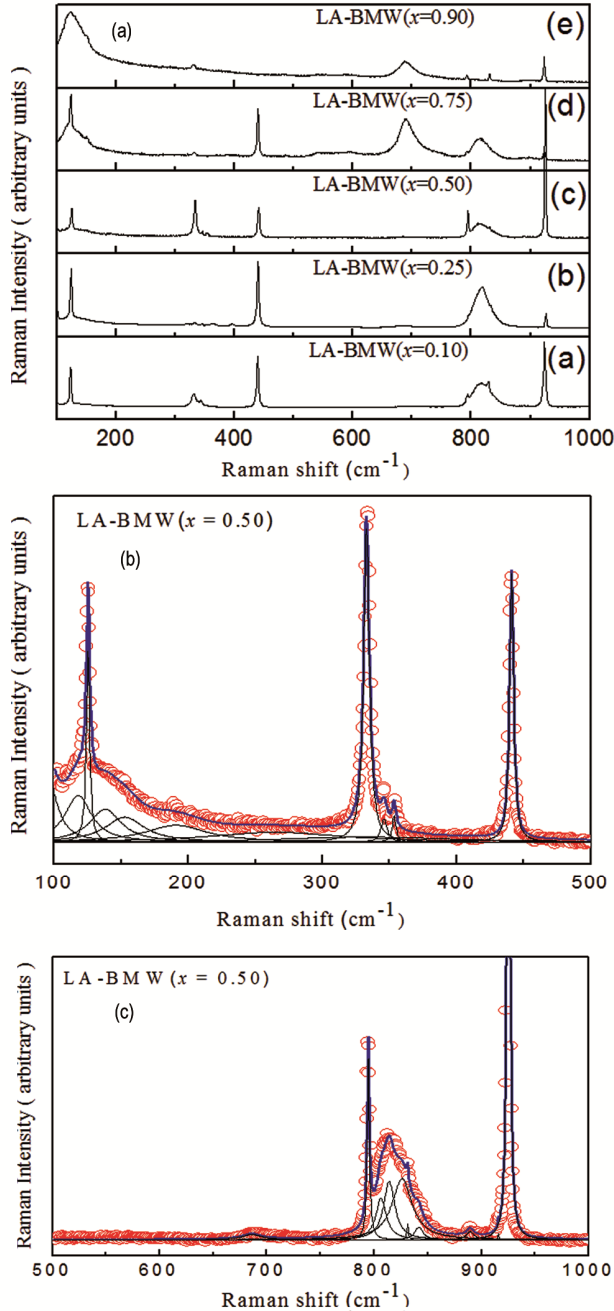 (a)
LA-BMW(x=0.90)
(e)
LA-BMW(x=0.75)
(d)
LA-BMW(x=0.50)
(c)
LA-BMW(x=0.25)
(b)
LA-BMW(x=0.10)
(a)
Raman Intensity ( arbitrary units )
200 400 600 800 1000
Raman shift (cm-1)
LA-BMW(x = 0.50)
(b)
Raman Intensity ( arbitrary units )
100 200 300 400 500
Raman shift (cm-1)
LA-BMW (x = 0.50)
(c)
Raman Intensity ( arbitrary units )
500 600 700 800 900 1000
Raman shift (cm-1)